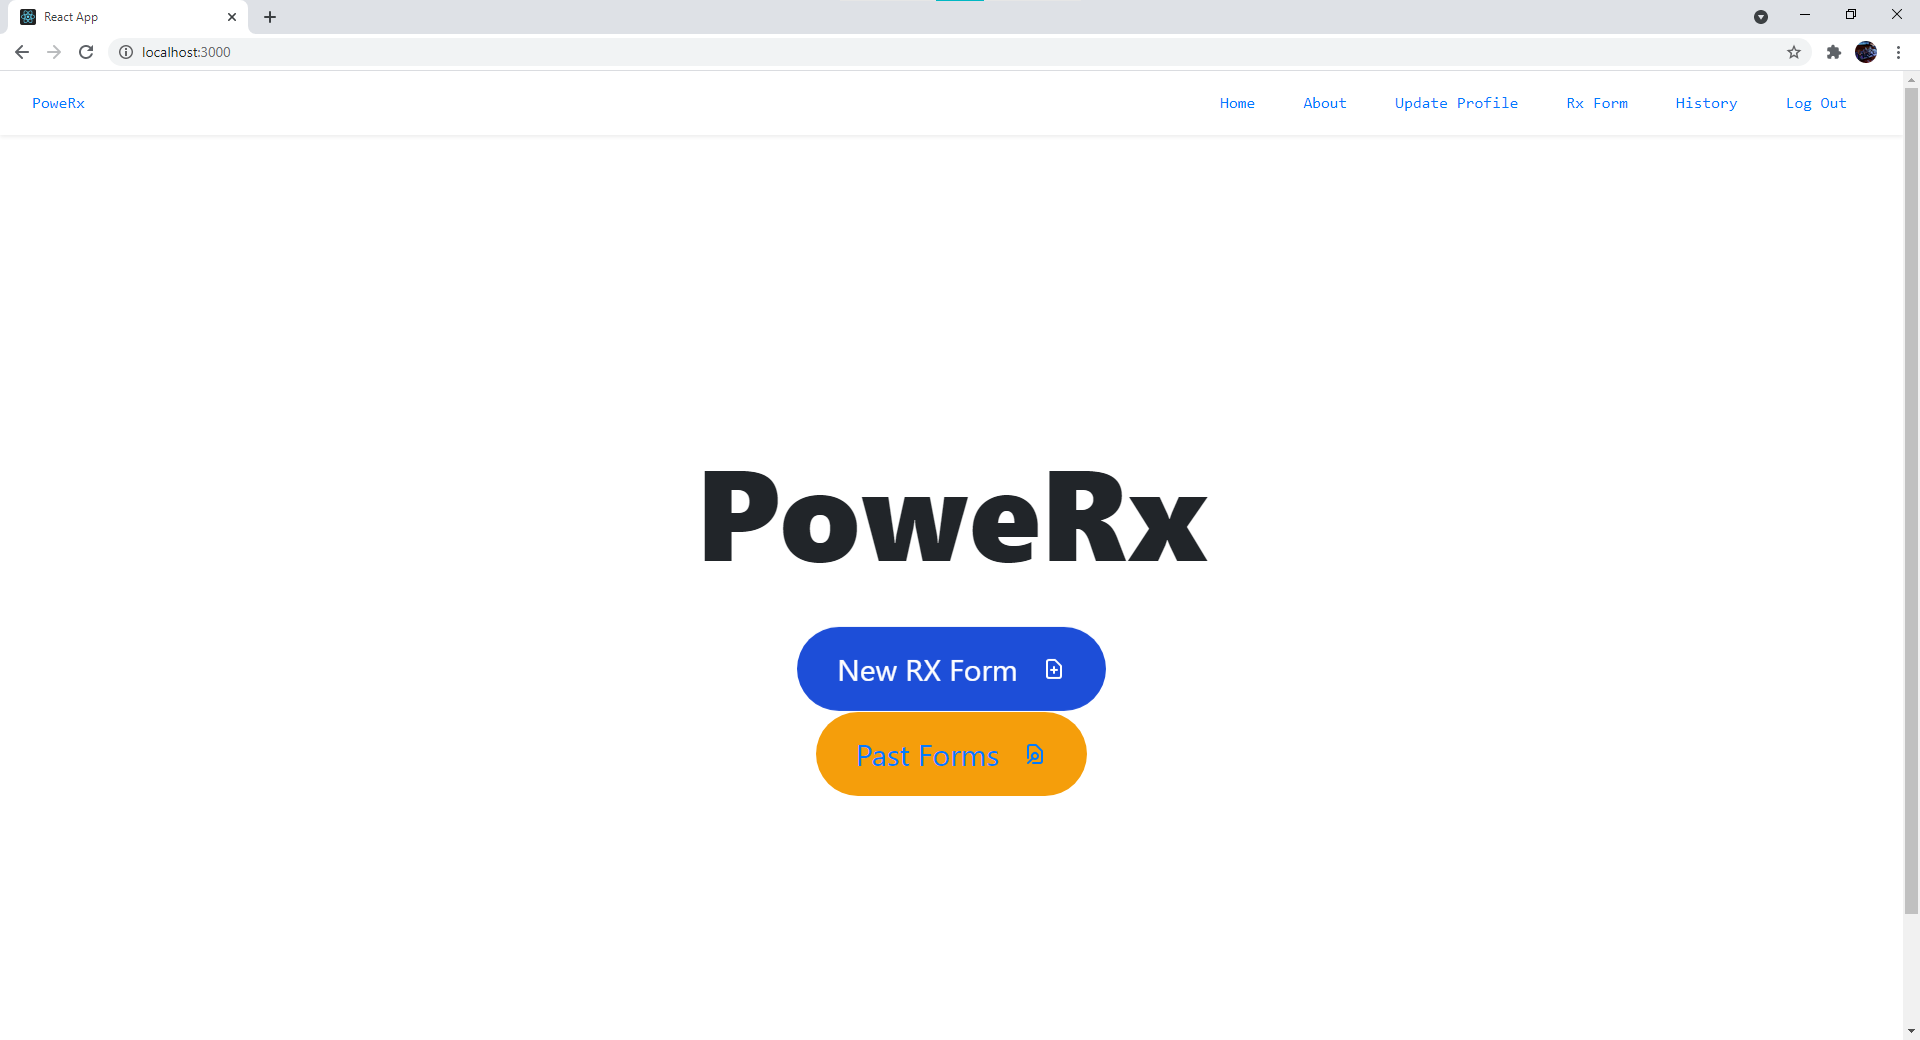 React App
localhost:3000
PoweRx Home About Update Profile Rx Form History Log Out
PoweRx
New RX Form
Past Forms